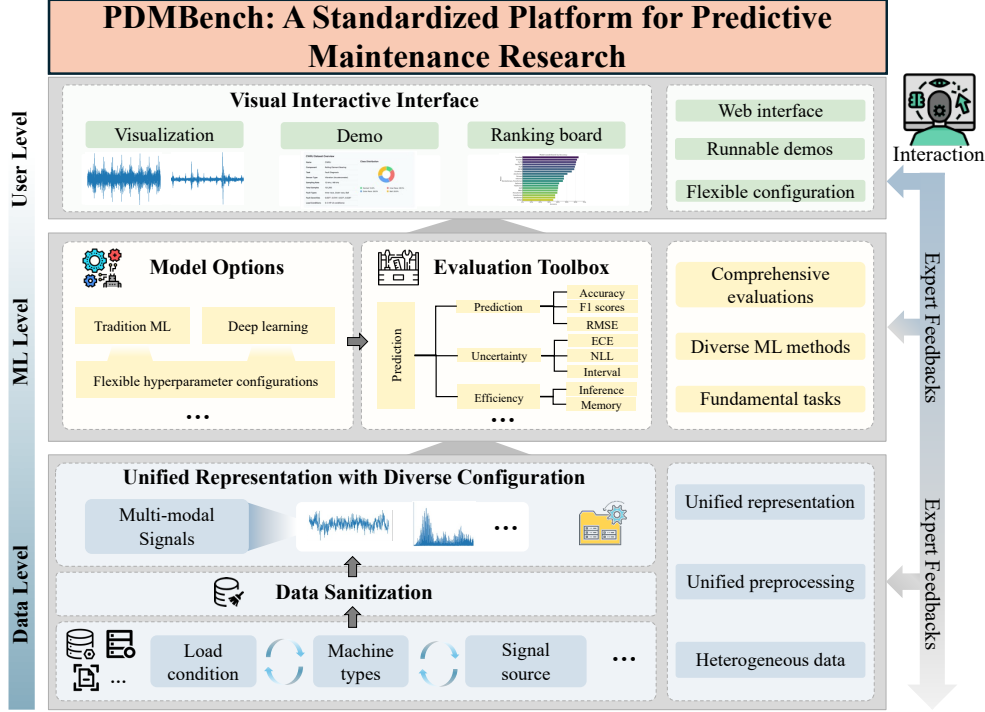 PDMBench: A Standardized Platform for Predictive
Maintenance Research
User Level
Visual Interactive Interface
Visualization
Demo
Ranking board
Web interface
Runnable demos
Flexible configuration
Interaction
ML Level
Model Options
Tradition ML
Deep learning
Flexible hyperparameter configurations
...
Evaluation Toolbox
Prediction
Prediction
Accuracy
F1 scores
RMSE
Uncertainty
ECE
NLL
Interval
Efficiency
Inference
Memory
...
Comprehensive
evaluations
Diverse ML methods
Fundamental tasks
Expert Feedbacks
Data Level
Unified Representation with Diverse Configuration
Multi-modal
Signals
...
Data Sanitization
...
Load
condition
Machine
types
Signal
source
...
Unified representation
Unified preprocessing
Heterogeneous data
Expert Feedbacks